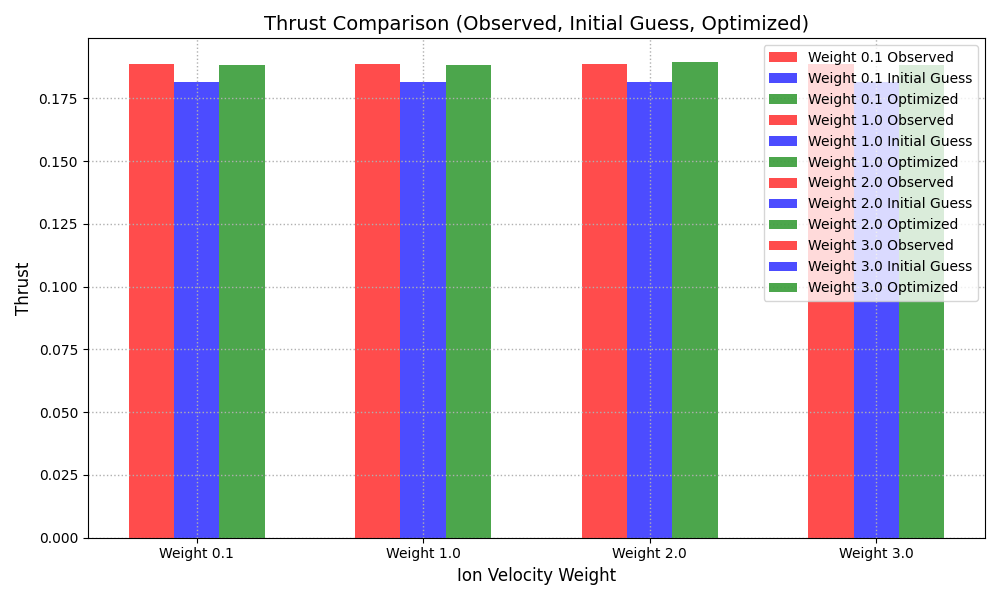 Thrust Comparison (Observed, Initial Guess, Optimized)
Weight 0.1 Observed
Weight 0.1 Initial Guess
Weight 0.1 Optimized
Weight 1.0 Observed
Weight 1.0 Initial Guess
Weight 1.0 Optimized
Weight 2.0 Observed
Weight 2.0 Initial Guess
Weight 2.0 Optimized
Weight 3.0 Observed
Weight 3.0 Initial Guess
Weight 3.0 Optimized
Thrust
0.175
0.150
0.125
0.100
0.075
0.050
0.025
0.000
Weight 0.1
Weight 1.0
Weight 2.0
Weight 3.0
Ion Velocity Weight